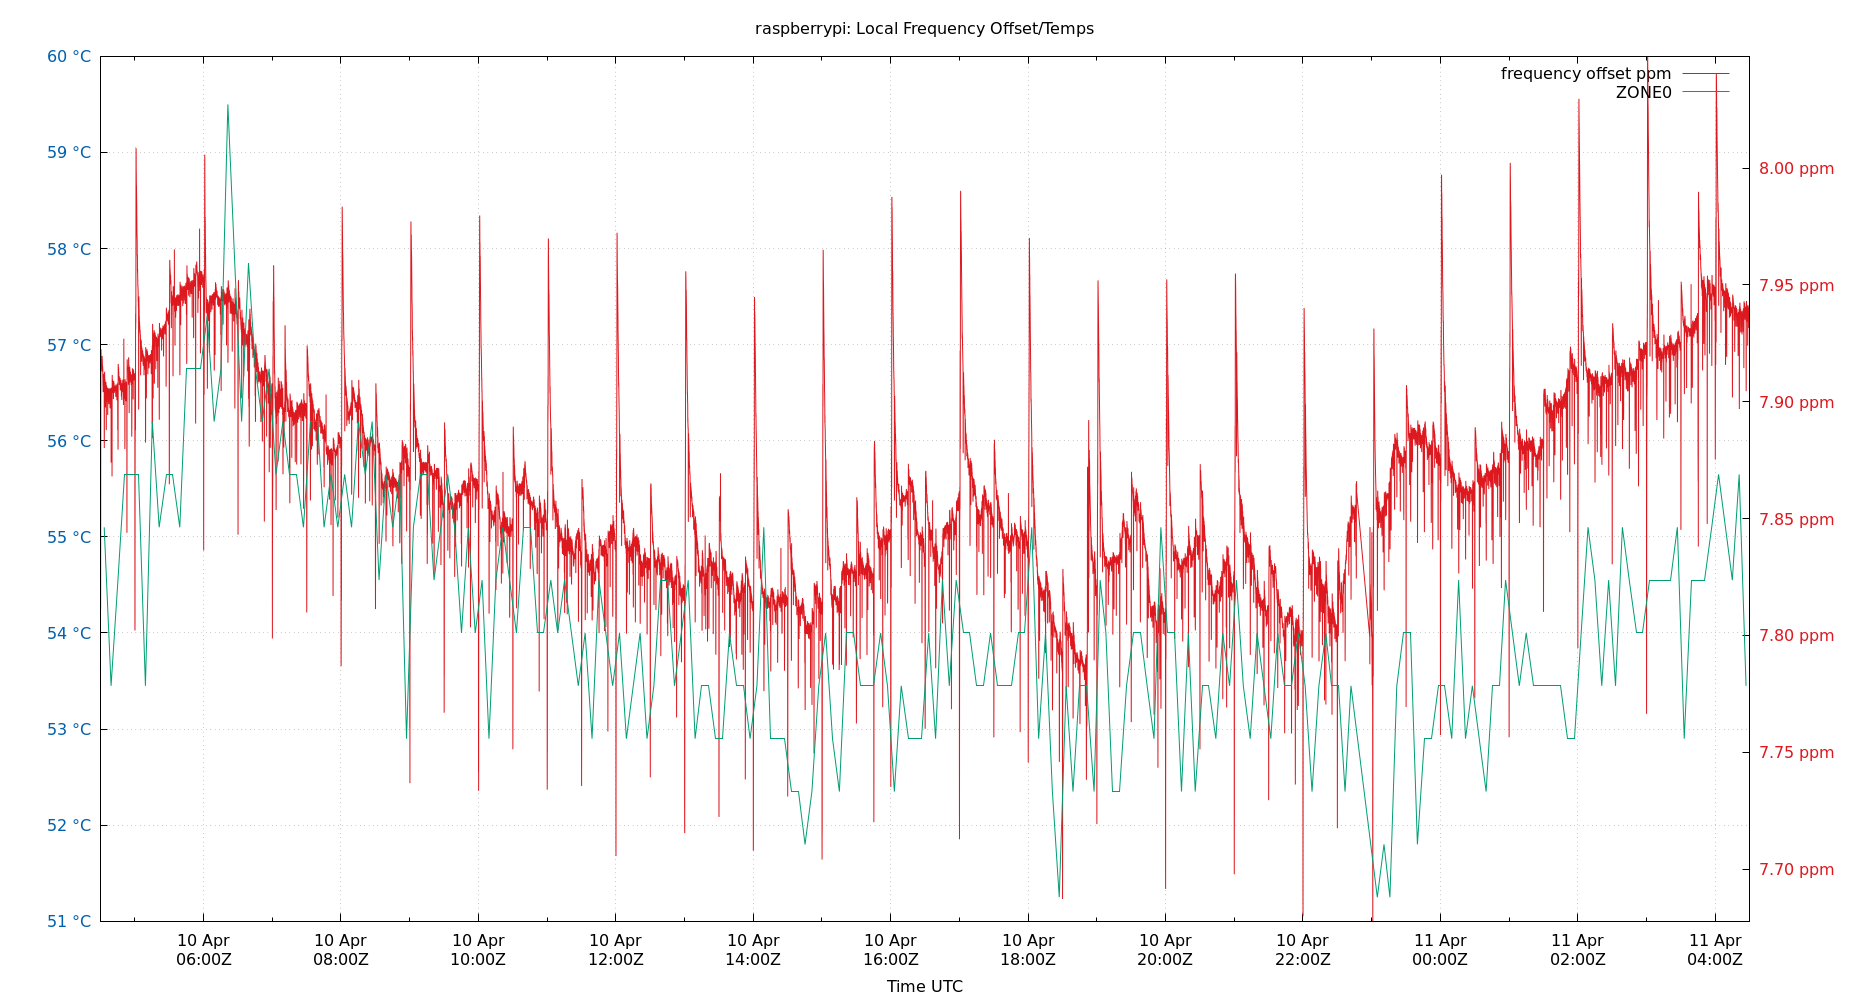 raspberrypi: Local Frequency Offset/Temps
60 °C
59 °C
58 °C
57 °C
56 °C
55 °C
54 °C
53 °C
52 °C
51 °C
frequency offset ppm
ZONE0
8.00 ppm
7.95 ppm
7.90 ppm
7.85 ppm
7.80 ppm
7.75 ppm
7.70 ppm
10 Apr 10 Apr 10 Apr 10 Apr 10 Apr 10 Apr 10 Apr 10 Apr 10 Apr 11 Apr 11 Apr 11 Apr
06:00Z 08:00Z 10:00Z 12:00Z 14:00Z 16:00Z 18:00Z 20:00Z 22:00Z 00:00Z 02:00Z 04:00Z
Time UTC